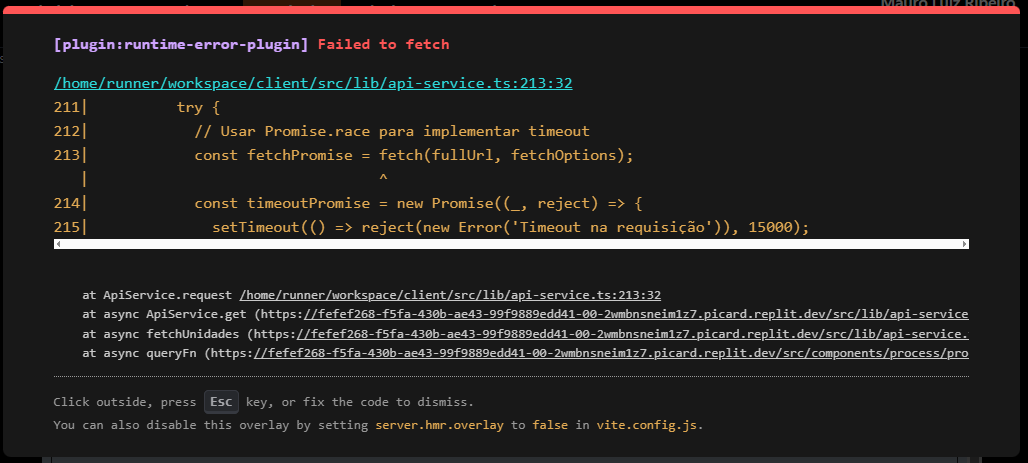 Mauro Luiz Ribeiro
[plugin:runtime-error-plugin] Failed to fetch
/home/runner/workspace/client/src/lib/api-service.ts:213:32
211|          try {
212|            // Usar Promise.race para implementar timeout
213|            const fetchPromise = fetch(fullUrl, fetchOptions);
   |                                 ^
214|            const timeoutPromise = new Promise((_, reject) => {
215|              setTimeout(() => reject(new Error('Timeout na requisição')), 15000);
at ApiService.request /home/runner/workspace/client/src/lib/api-service.ts:213:32
at async ApiService.get (https://fefef268-f5fa-430b-ae43-99f9889edd41-00-2wmbnsneim1z7.picard.replit.dev/src/lib/api-service
at async fetchUnidades (https://fefef268-f5fa-430b-ae43-99f9889edd41-00-2wmbnsneim1z7.picard.replit.dev/src/lib/api-service.
at async queryFn (https://fefef268-f5fa-430b-ae43-99f9889edd41-00-2wmbnsneim1z7.picard.replit.dev/src/components/process/pro
Click outside, press Esc key, or fix the code to dismiss.
You can also disable this overlay by setting server.hmr.overlay to false in vite.config.js.